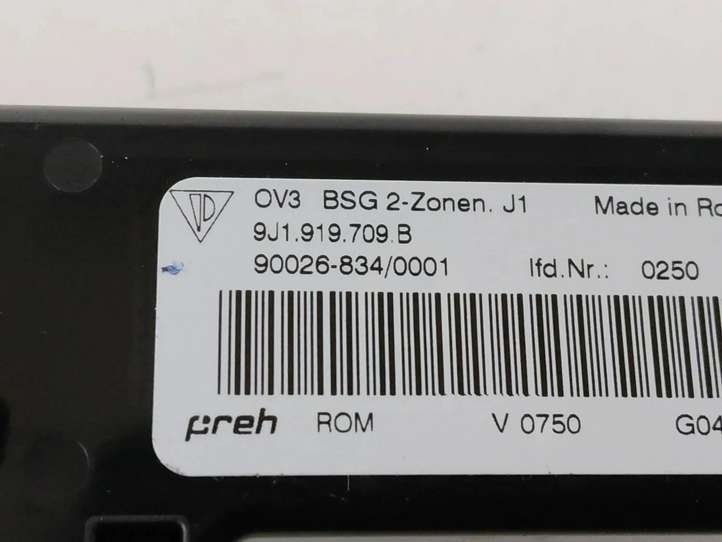 OV3 BSG 2-Zonen. J1 Made in Ro
9J1.919.709.B
90026-834/0001 lfd.Nr.: 0250
preh ROM V 0750 G04